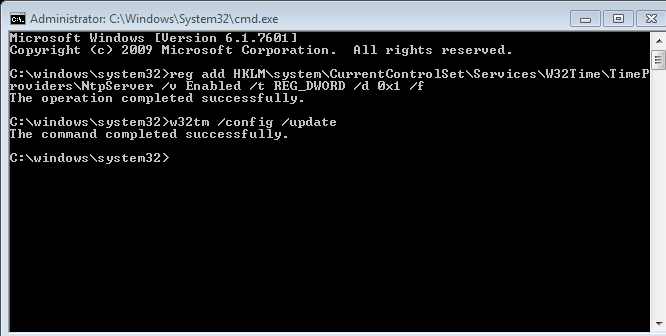 Administrator: C:\Windows\System32\cmd.exe
Microsoft Windows [Version 6.1.7601]
Copyright (c) 2009 Microsoft Corporation.  All rights reserved.
C:\windows\system32>reg add HKLM\system\CurrentControlSet\Services\W32Time\TimeP
roviders\NtpServer /v Enabled /t REG_DWORD /d 0x1 /f
The operation completed successfully.
C:\windows\system32>w32tm /config /update
The command completed successfully.
C:\windows\system32>